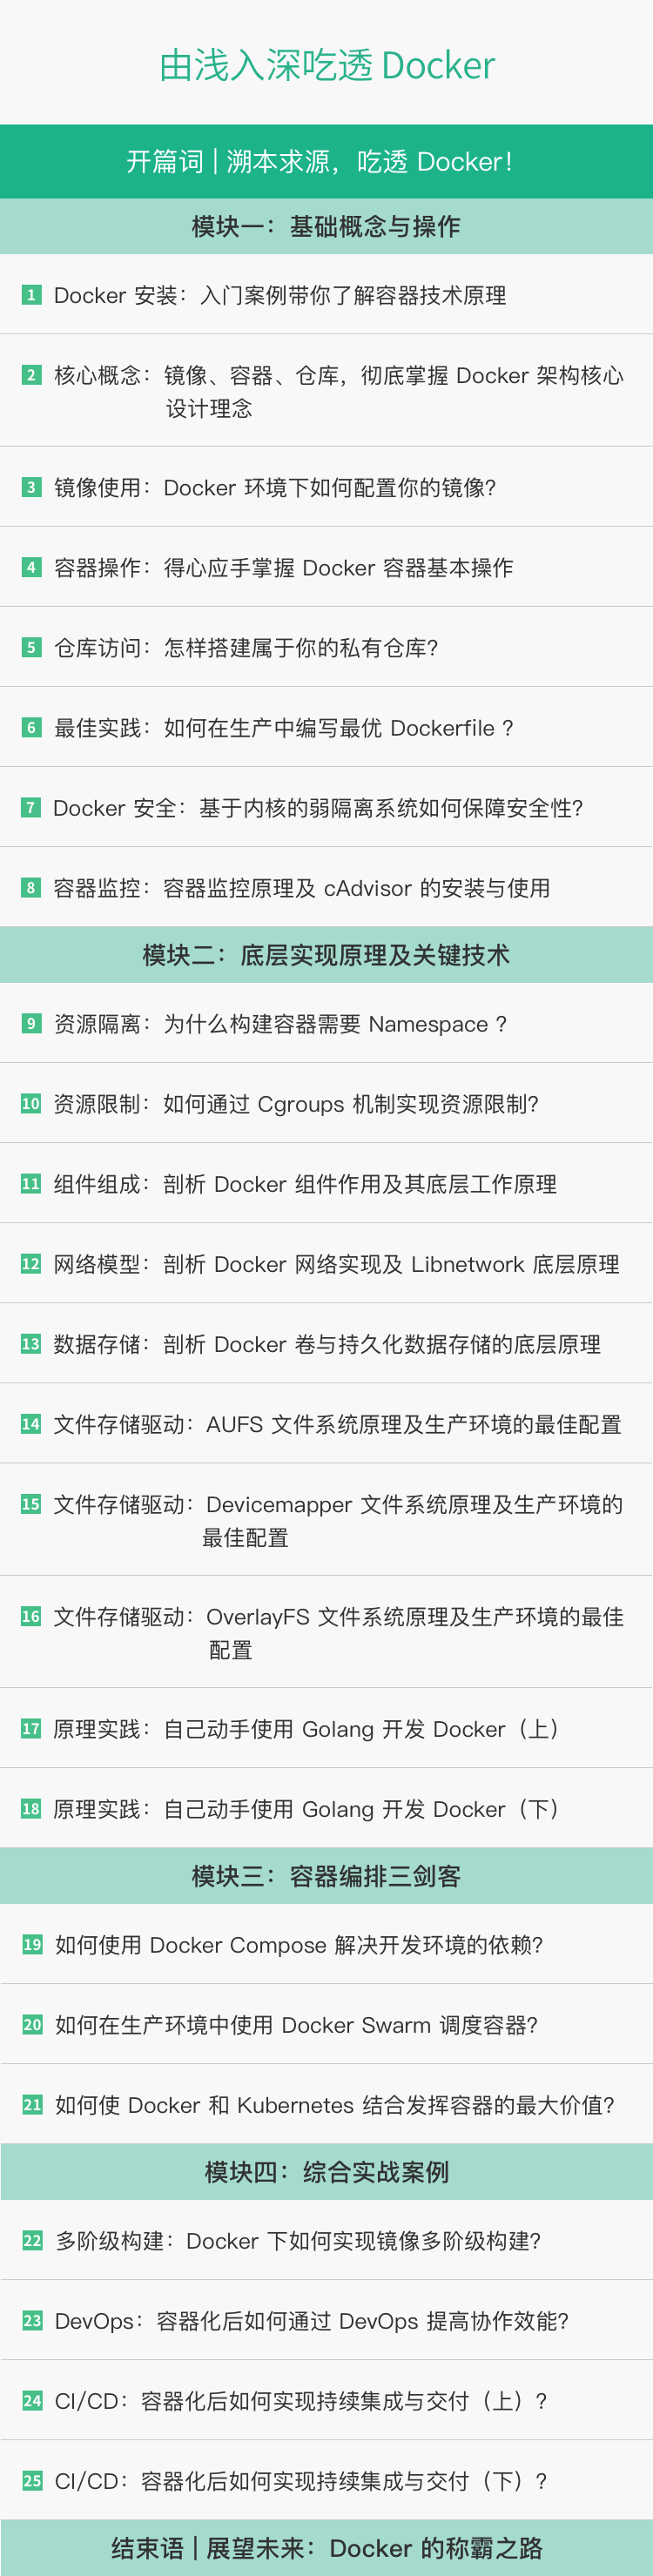 由浅入深吃透 Docker
开篇词 | 溯本求源，吃透 Docker！
模块一：基础概念与操作
1 Docker 安装：入门案例带你了解容器技术原理
2 核心概念：镜像、容器、仓库，彻底掌握 Docker 架构核心
设计理念
3 镜像使用：Docker 环境下如何配置你的镜像？
4 容器操作：得心应手掌握 Docker 容器基本操作
5 仓库访问：怎样搭建属于你的私有仓库？
6 最佳实践：如何在生产中编写最优 Dockerfile ？
7 Docker 安全：基于内核的弱隔离系统如何保障安全性？
8 容器监控：容器监控原理及 cAdvisor 的安装与使用
模块二：底层实现原理及关键技术
9 资源隔离：为什么构建容器需要 Namespace ？
10 资源限制：如何通过 Cgroups 机制实现资源限制？
11 组件组成：剖析 Docker 组件作用及其底层工作原理
12 网络模型：剖析 Docker 网络实现及 Libnetwork 底层原理
13 数据存储：剖析 Docker 卷与持久化数据存储的底层原理
14 文件存储驱动：AUFS 文件系统原理及生产环境的最佳配置
15 文件存储驱动：Devicemapper 文件系统原理及生产环境的
最佳配置
16 文件存储驱动：OverlayFS 文件系统原理及生产环境的最佳
配置
17 原理实践：自己动手使用 Golang 开发 Docker（上）
18 原理实践：自己动手使用 Golang 开发 Docker（下）
模块三：容器编排三剑客
19 如何使用 Docker Compose 解决开发环境的依赖？
20 如何在生产环境中使用 Docker Swarm 调度容器？
21 如何使 Docker 和 Kubernetes 结合发挥容器的最大价值？
模块四：综合实战案例
22 多阶级构建：Docker 下如何实现镜像多阶级构建？
23 DevOps：容器化后如何通过 DevOps 提高协作效能？
24 CI/CD：容器化后如何实现持续集成与交付（上）？
25 CI/CD：容器化后如何实现持续集成与交付（下）？
结束语 | 展望未来：Docker 的称霸之路